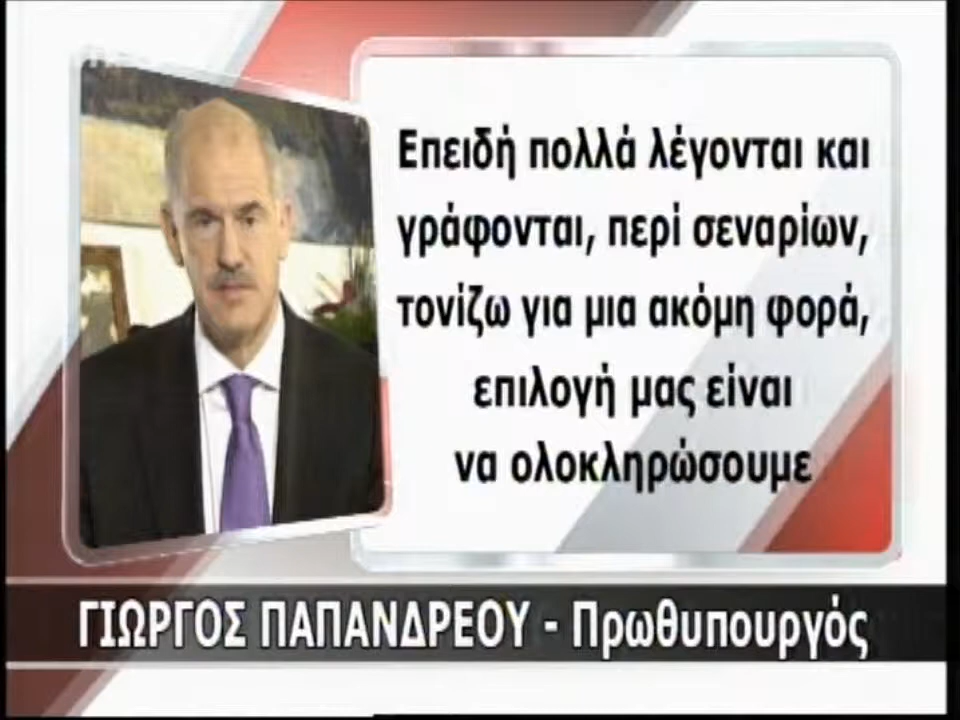 Επειδή πολλά λέγονται και
γράφονται, περί σεναρίων,
τονίζω για μια ακόμη φορά,
επιλογή μας είναι
να ολοκληρώσουμε
ΓΙΩΡΓΟΣ ΠΑΠΑΝΔΡΕΟΥ - Πρωθυπουργός